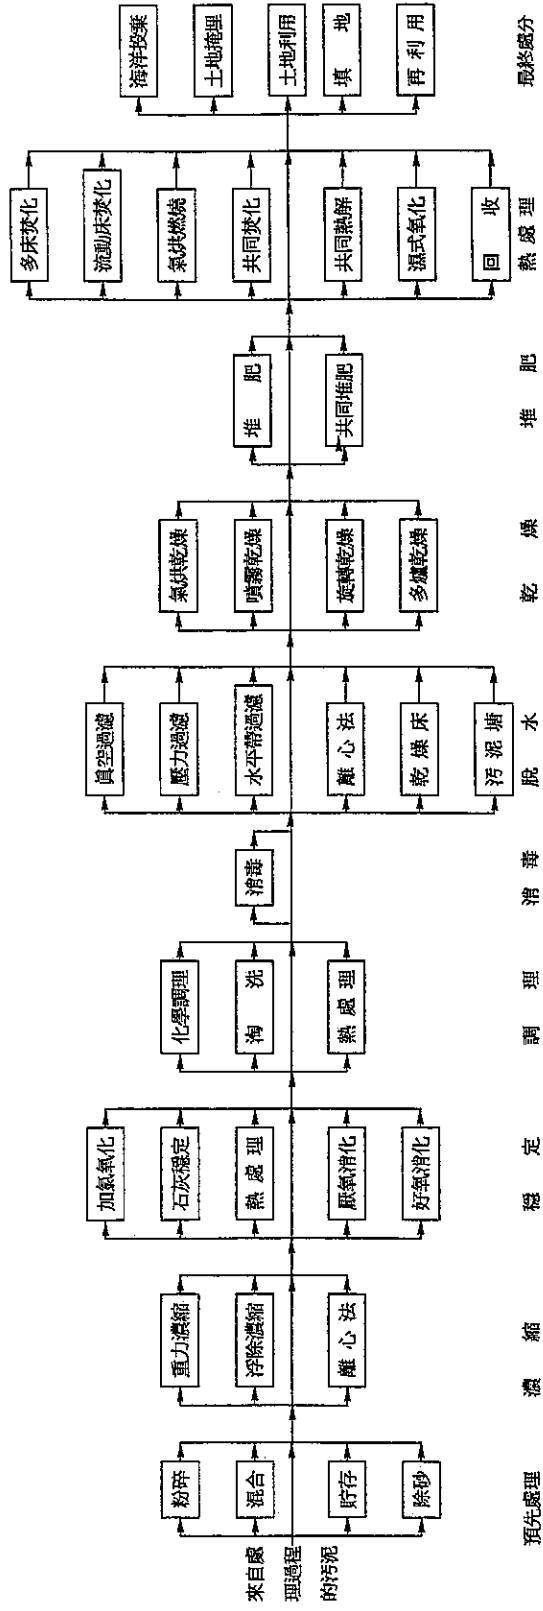 來自處
理過程
的污泥
粉碎
混合
貯存
除砂
預先處理
重力濃縮
浮除濃縮
離心法
濃縮
加氯氧化
石灰穩定
熱處理
厭氧消化
好氧消化
穩定
化學調理
淘洗
熱處理
調理
消毒
消毒
真空過濾
壓力過濾
水平帶過濾
離心法
乾燥床
污泥塘
脫水
氣供乾燥
噴霧乾燥
旋轉乾燥
多爐乾燥
乾燥
堆肥
共同堆肥
堆肥
多床焚化
流動床焚化
氣供燃燒
共同焚化
共同熱解
濕式氧化
回收
熱處理
海洋投棄
土地掩埋
土地利用
填地
再利用
最終處分